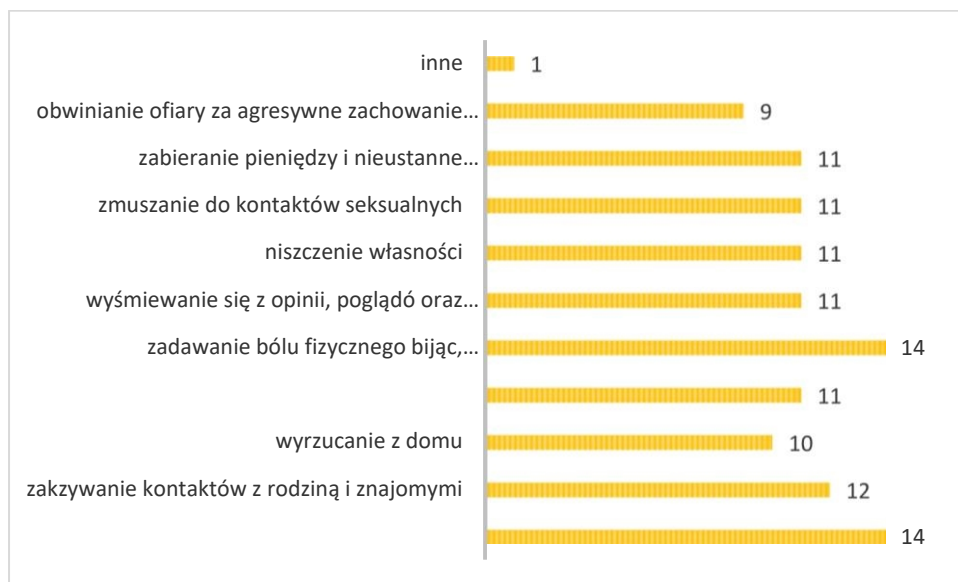 inne 1
obwinianie ofiary za agresywne zachowanie... 9
zabieranie pieniędzy i nieustanne... 11
zmuszanie do kontaktów seksualnych 11
niszczenie własności 11
wyśmiewanie się z opinii, poglądó oraz... 11
zadawanie bólu fizycznego bijąc,... 14
11
wyrzucanie z domu 10
zakzywanie kontaktów z rodziną i znajomymi 12
14